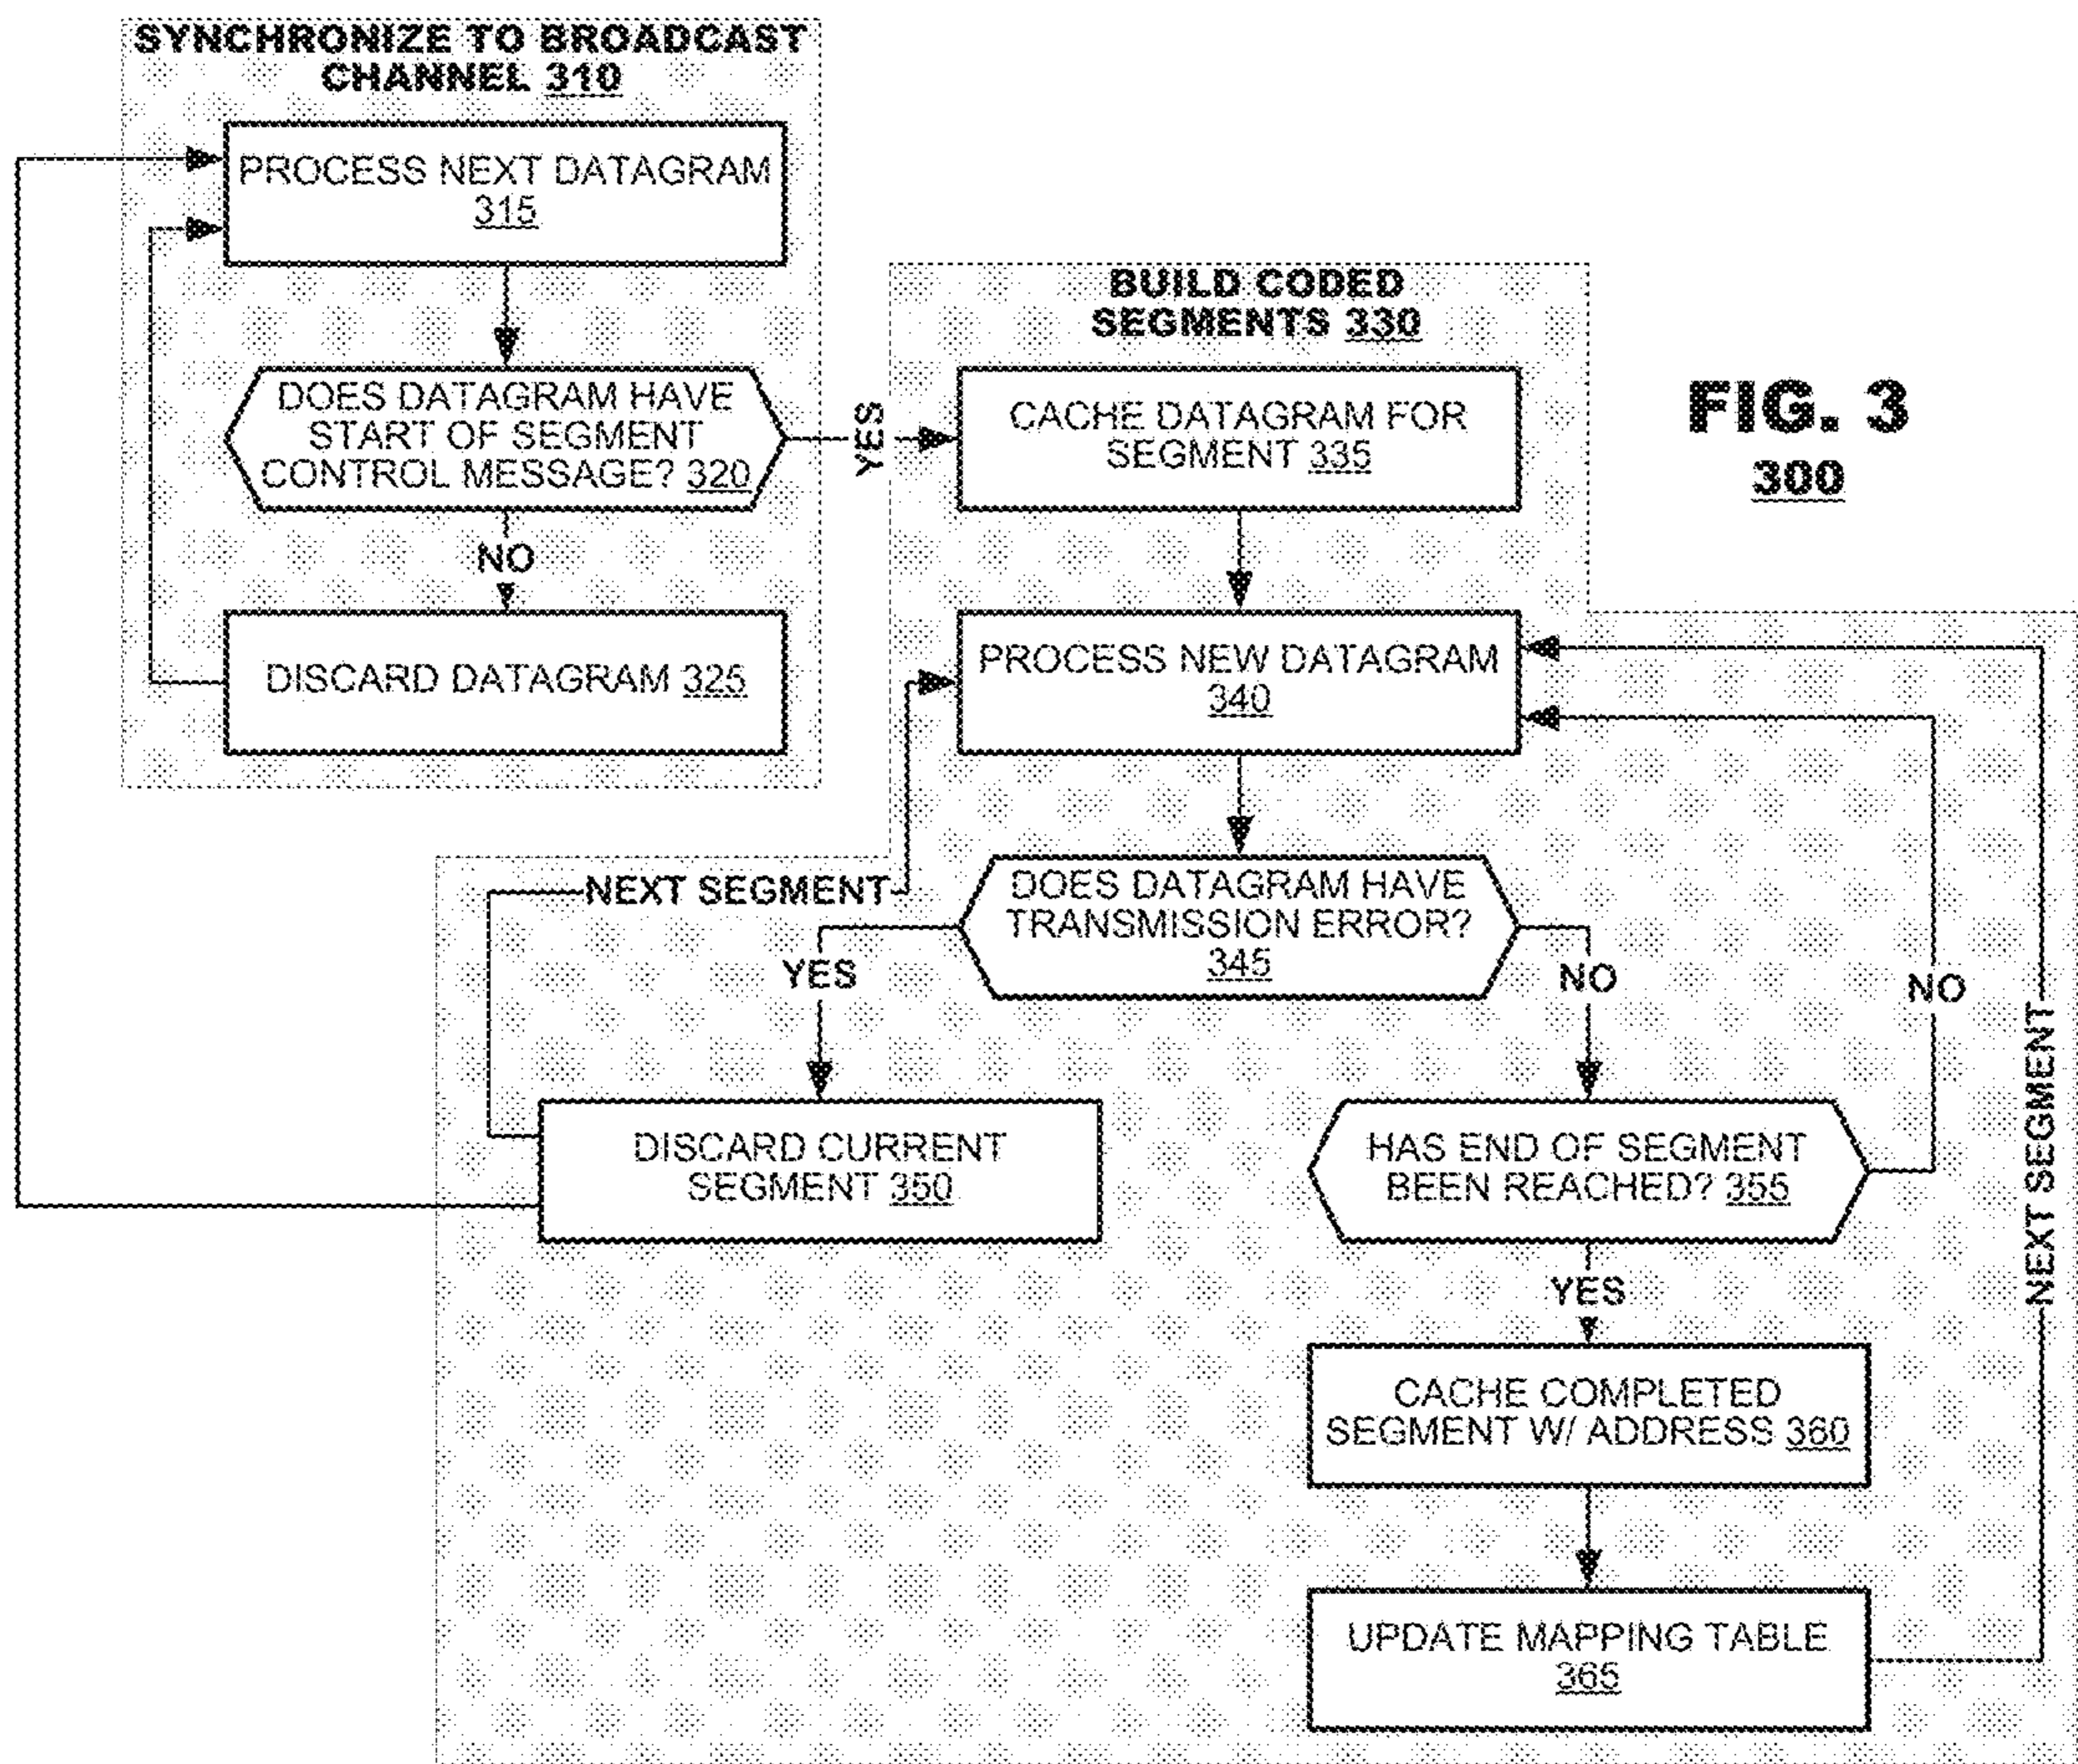 SYNCHRONIZE TO BROADCAST
CHANNEL 310
PROCESS NEXT DATAGRAM
315
DOES DATAGRAM HAVE
START OF SEGMENT
CONTROL MESSAGE? 320
YES
NO
DISCARD DATAGRAM 325
BUILD CODED
SEGMENTS 330
CACHE DATAGRAM FOR
SEGMENT 335
FIG. 3
300
PROCESS NEW DATAGRAM
340
NEXT SEGMENT
DOES DATAGRAM HAVE
TRANSMISSION ERROR?
345
YES
NO
NO
NEXT SEGMENT
DISCARD CURRENT
SEGMENT 350
HAS END OF SEGMENT
BEEN REACHED? 355
YES
CACHE COMPLETED
SEGMENT W/ ADDRESS 360
UPDATE MAPPING TABLE
365